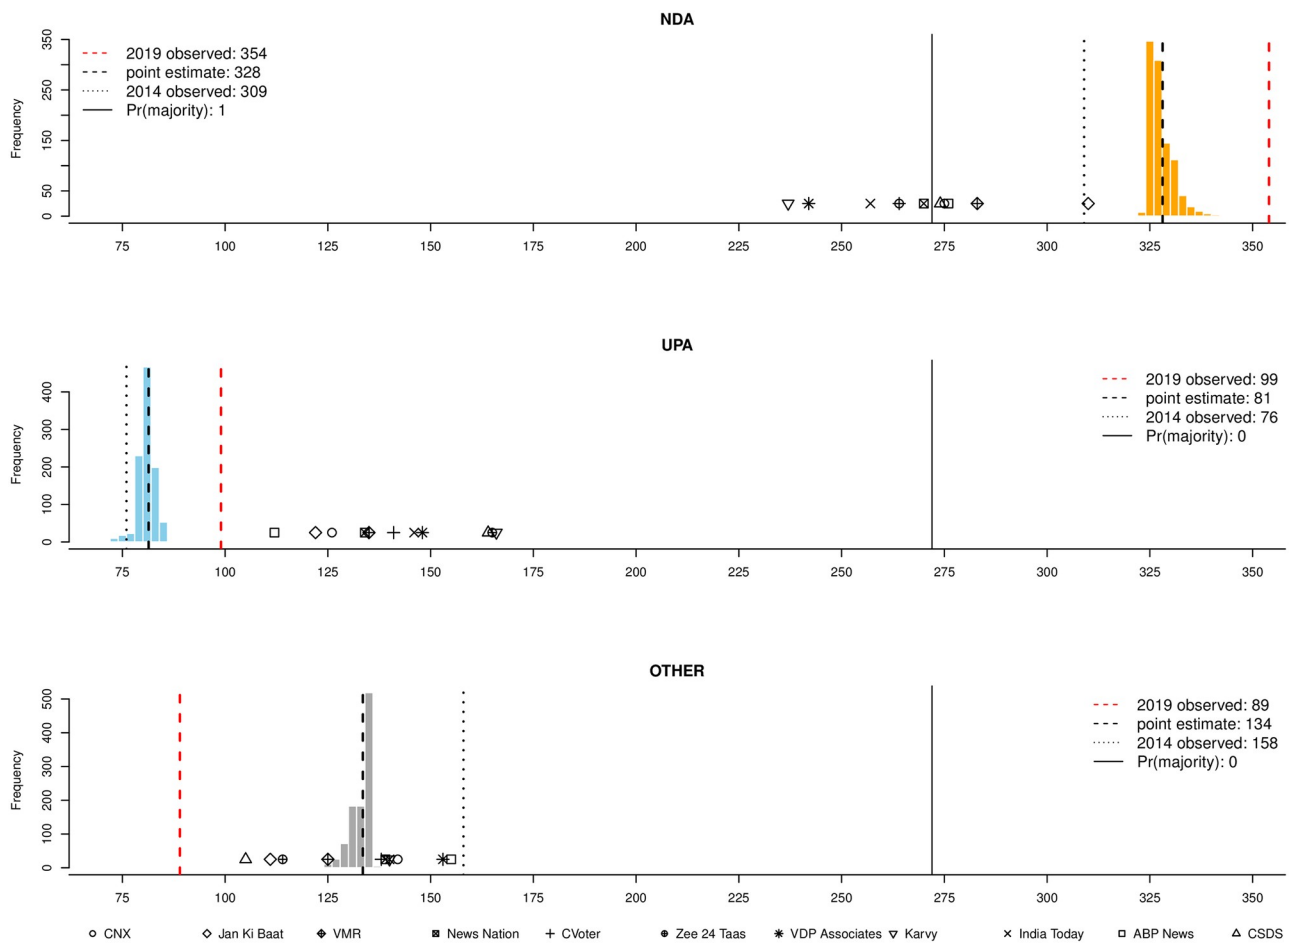 NDA
2019 observed: 354
point estimate: 328
2014 observed: 309
Pr(majority): 1
Frequency
0 50 150 250 350
75 100 125 150 175 200 225 250 275 300 325 350
UPA
2019 observed: 99
point estimate: 81
2014 observed: 76
Pr(majority): 0
Frequency
0 100 200 300 400
75 100 125 150 175 200 225 250 275 300 325 350
OTHER
2019 observed: 89
point estimate: 134
2014 observed: 158
Pr(majority): 0
Frequency
0 100 200 300 400 500
75 100 125 150 175 200 225 250 275 300 325 350
CNX Jan Ki Baat VMR News Nation CVoter Zee 24 Taas VDP Associates Karvy India Today ABP News CSDS